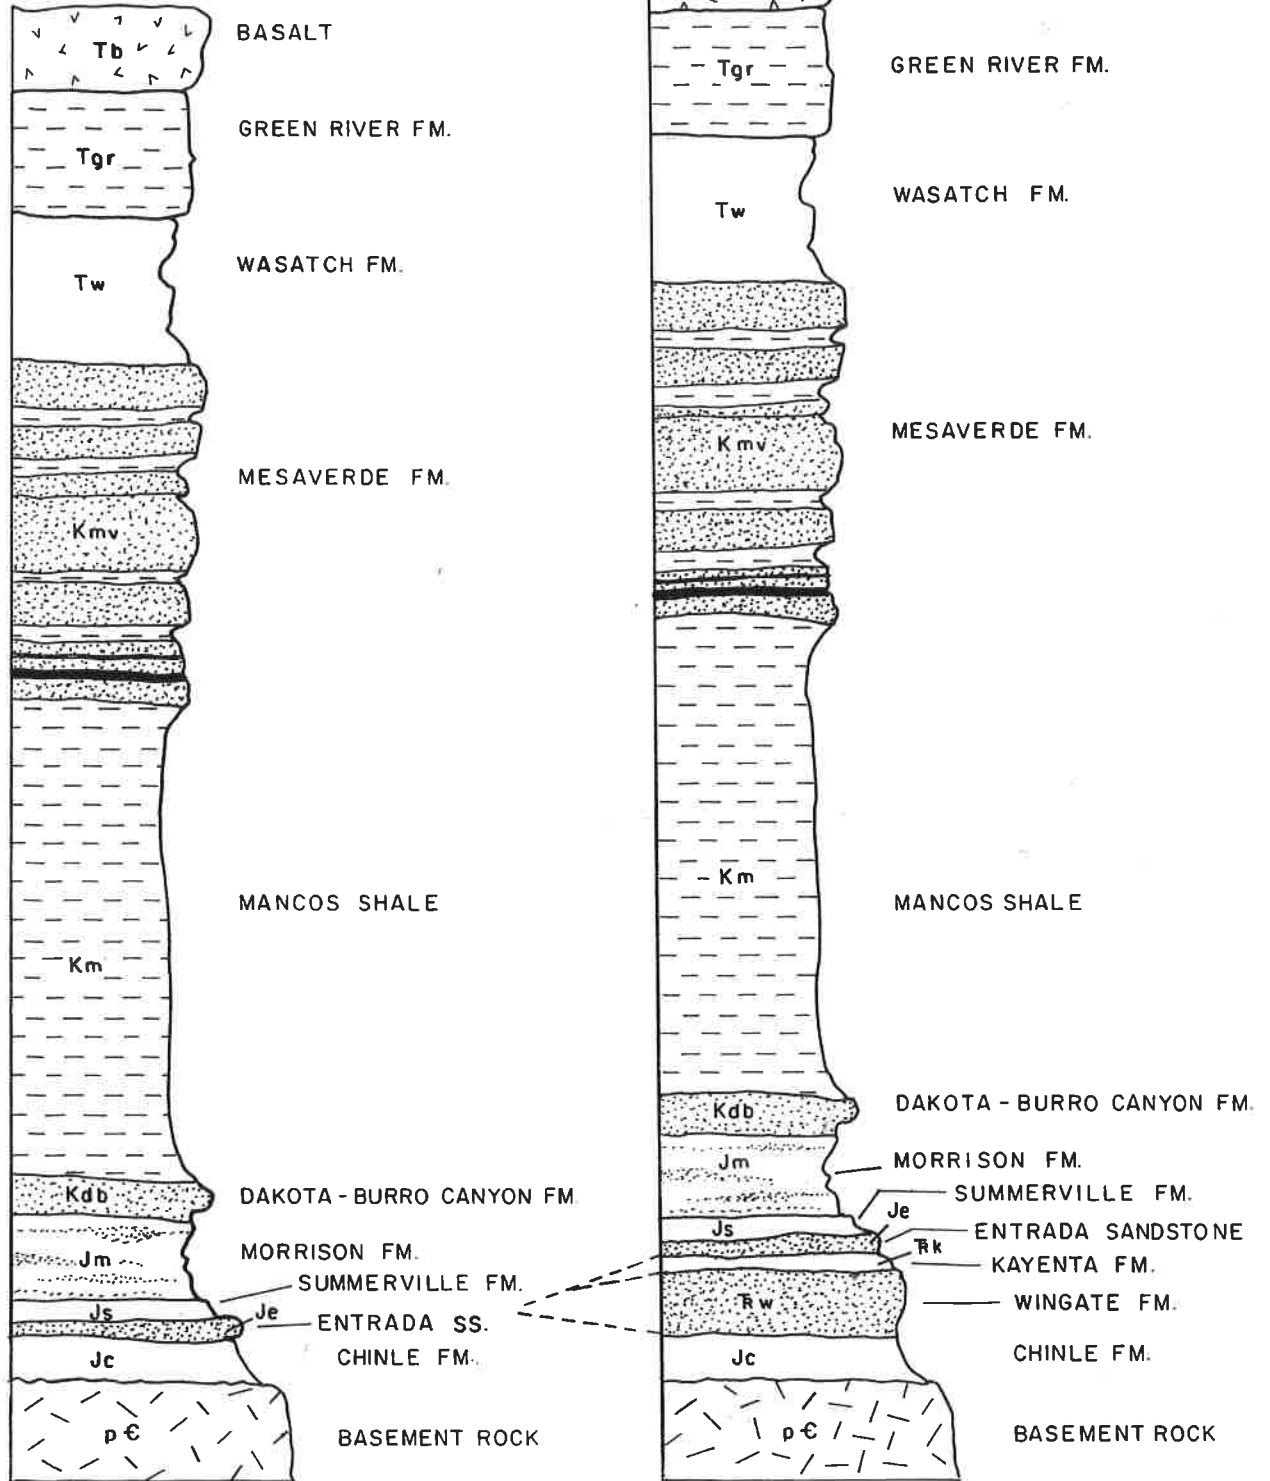 Tb
BASALT
Tgr
GREEN RIVER FM.
Tw
WASATCH FM.
MESAVERDE FM.
Kmv
MANCOS SHALE
Km
Kdb
DAKOTA - BURRO CANYON FM.
Jm
MORRISON FM.
SUMMERVILLE FM.
Js
Je
ENTRADA SS.
Jc
CHINLE FM.
p€
BASEMENT ROCK
Tgr
GREEN RIVER FM.
Tw
WASATCH FM.
Kmv
MESAVERDE FM.
Km
MANCOS SHALE
Kdb
DAKOTA - BURRO CANYON FM.
Jm
MORRISON FM.
SUMMERVILLE FM.
Js
Je
ENTRADA SANDSTONE
Ꞧk
KAYENTA FM.
Ꞧw
WINGATE FM.
Jc
CHINLE FM.
p€
BASEMENT ROCK